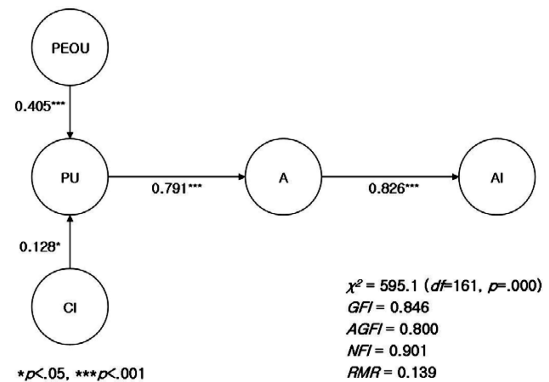 PEOU
0.405***
PU
0.791***
A
0.826***
AI
0.128*
CI
χ² = 595.1 (df=161, p=.000)
GFI = 0.846
AGFI = 0.800
NFI = 0.901
RMR = 0.139
*p<.05, ***p<.001